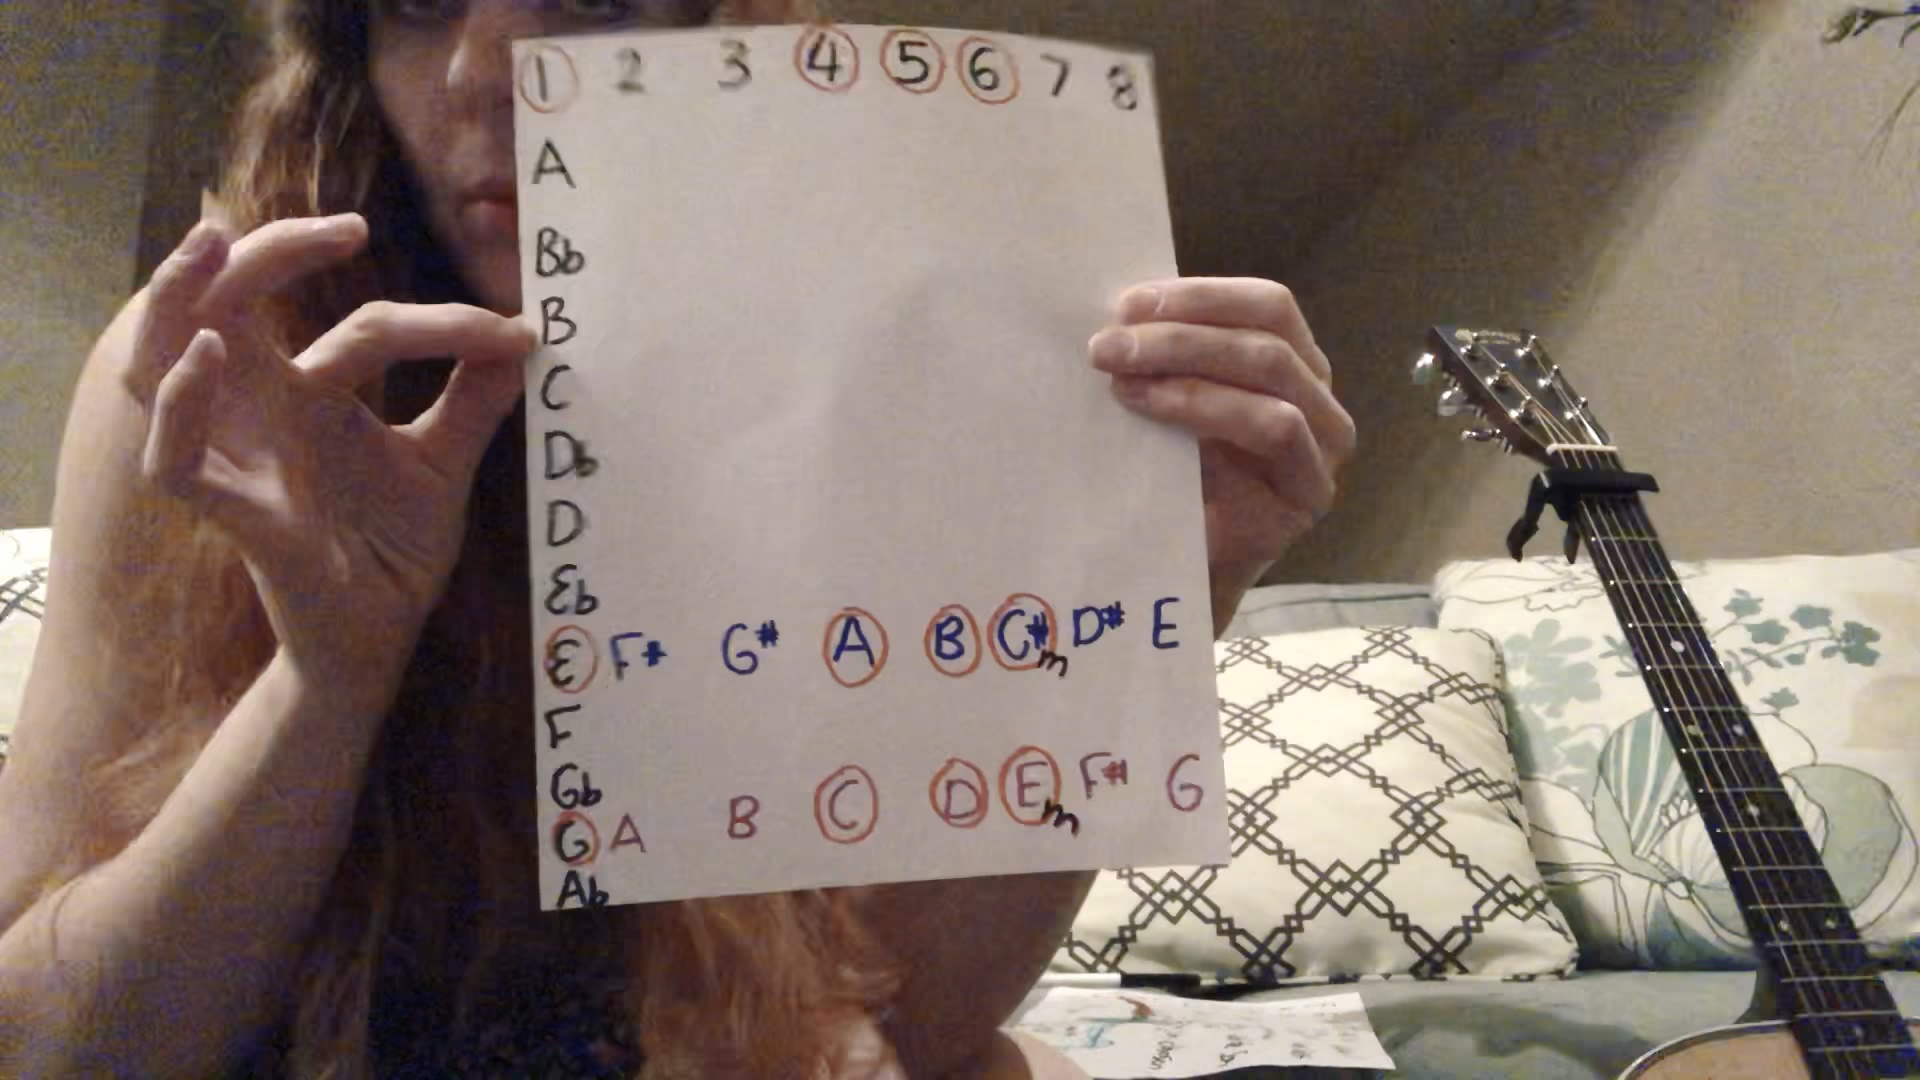 1 2 3 4 5 6 7 8
A
Bb
B
C
Db
D
Eb
E F# G# A B C#m D# E
F
Gb
G A B C D Em F# G
Ab